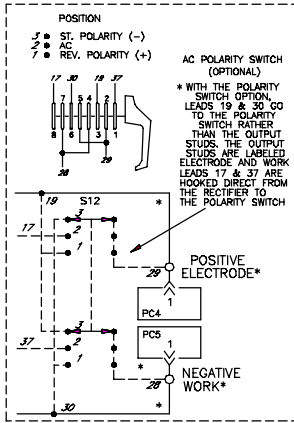 POSITION
3 ST. POLARITY (-)
2 AC
1 REV. POLARITY (+)
17 30 19 37
7 5 4 2
8 6 3 1
28 29
AC POLARITY SWITCH
(OPTIONAL)
* WITH THE POLARITY
SWITCH OPTION,
LEADS 19 & 30 GO
TO THE POLARITY
SWITCH RATHER
THAN THE OUTPUT
STUDS. THE OUTPUT
STUDS ARE LABELED
ELECTRODE AND WORK
LEADS 17 & 37 ARE
HOOKED DIRECT FROM
THE RECTIFIER TO
THE POLARITY SWITCH
19 S12 *
3
17 2
1
29
POSITIVE
ELECTRODE*
1
PC4
PC5
1
3
37 2
1 *
28
NEGATIVE
WORK*
30 *